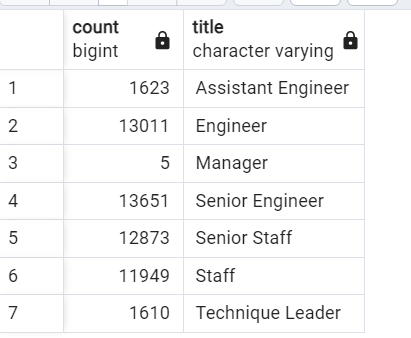 count title
bigint character varying
1 1623 Assistant Engineer
2 13011 Engineer
3 5 Manager
4 13651 Senior Engineer
5 12873 Senior Staff
6 11949 Staff
7 1610 Technique Leader